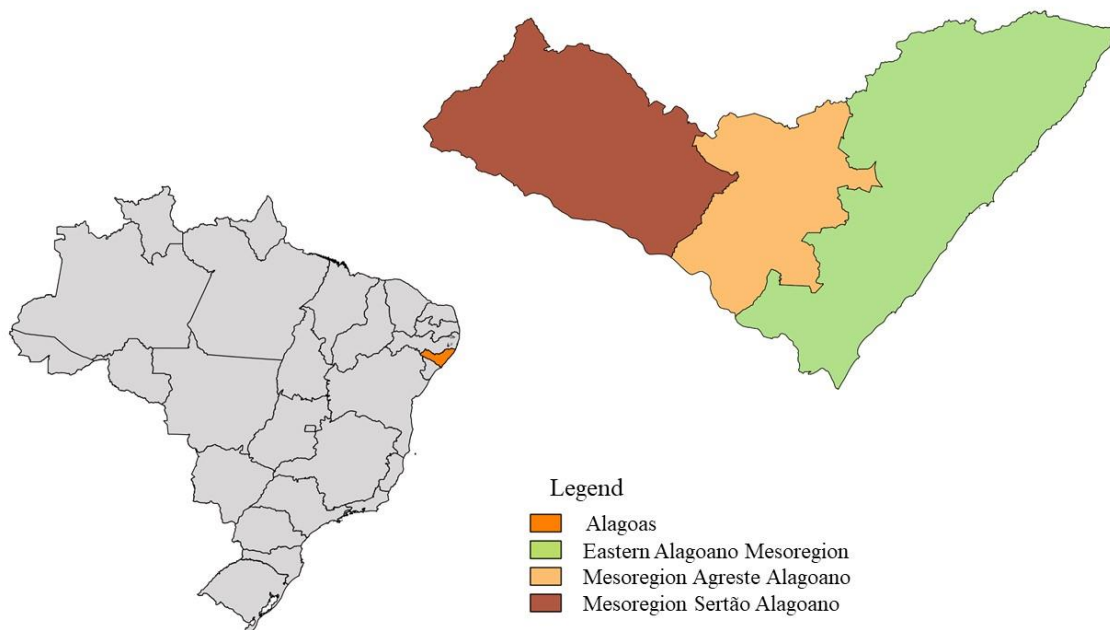 Legend
Alagoas
Eastern Alagoano Mesoregion
Mesoregion Agreste Alagoano
Mesoregion Sertão Alagoano